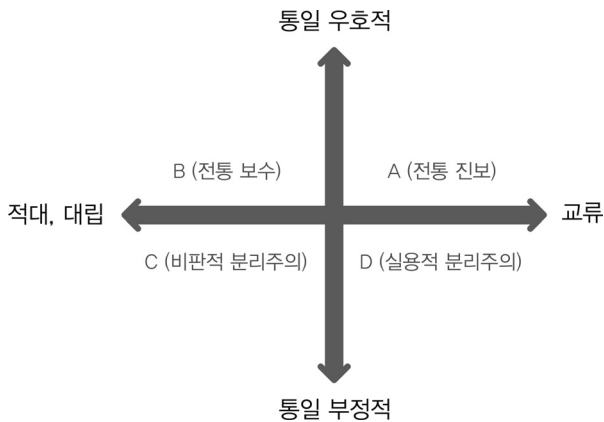 통일 우호적
B (전통 보수)
A (전통 진보)
적대, 대립
교류
C (비판적 분리주의)
D (실용적 분리주의)
통일 부정적